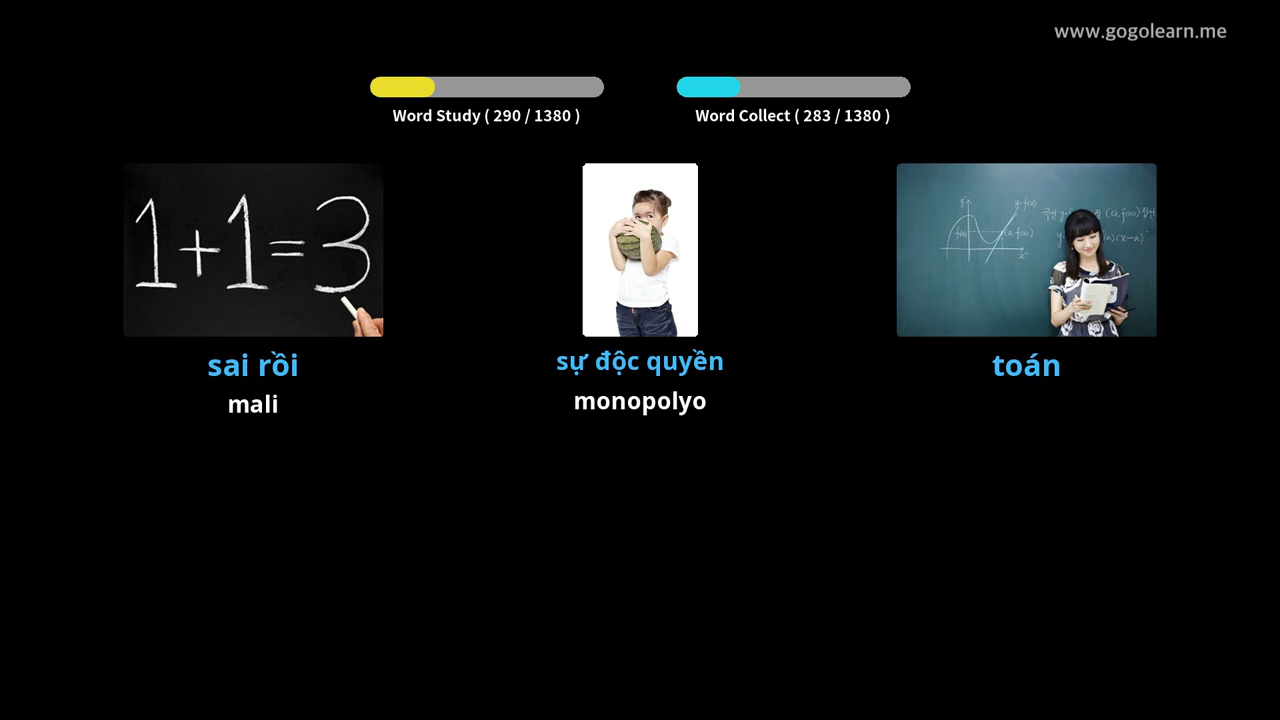 www.gogolearn.me
Word Study ( 290 / 1380 )
Word Collect ( 283 / 1380 )
1+1=3
y=f(x)
sai rồi
mali
sự độc quyền
monopolyo
toán